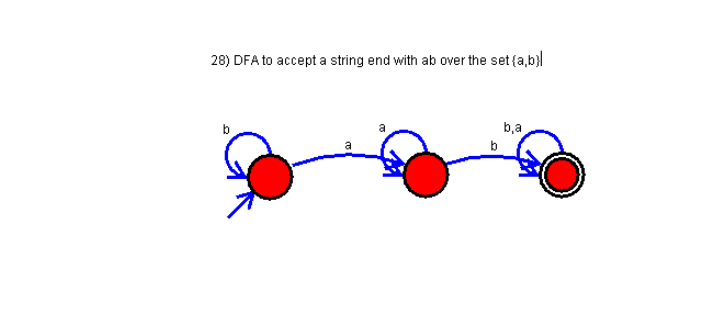 28) DFA to accept a string end with ab over the set {a,b}
b
a
a
b
b,a